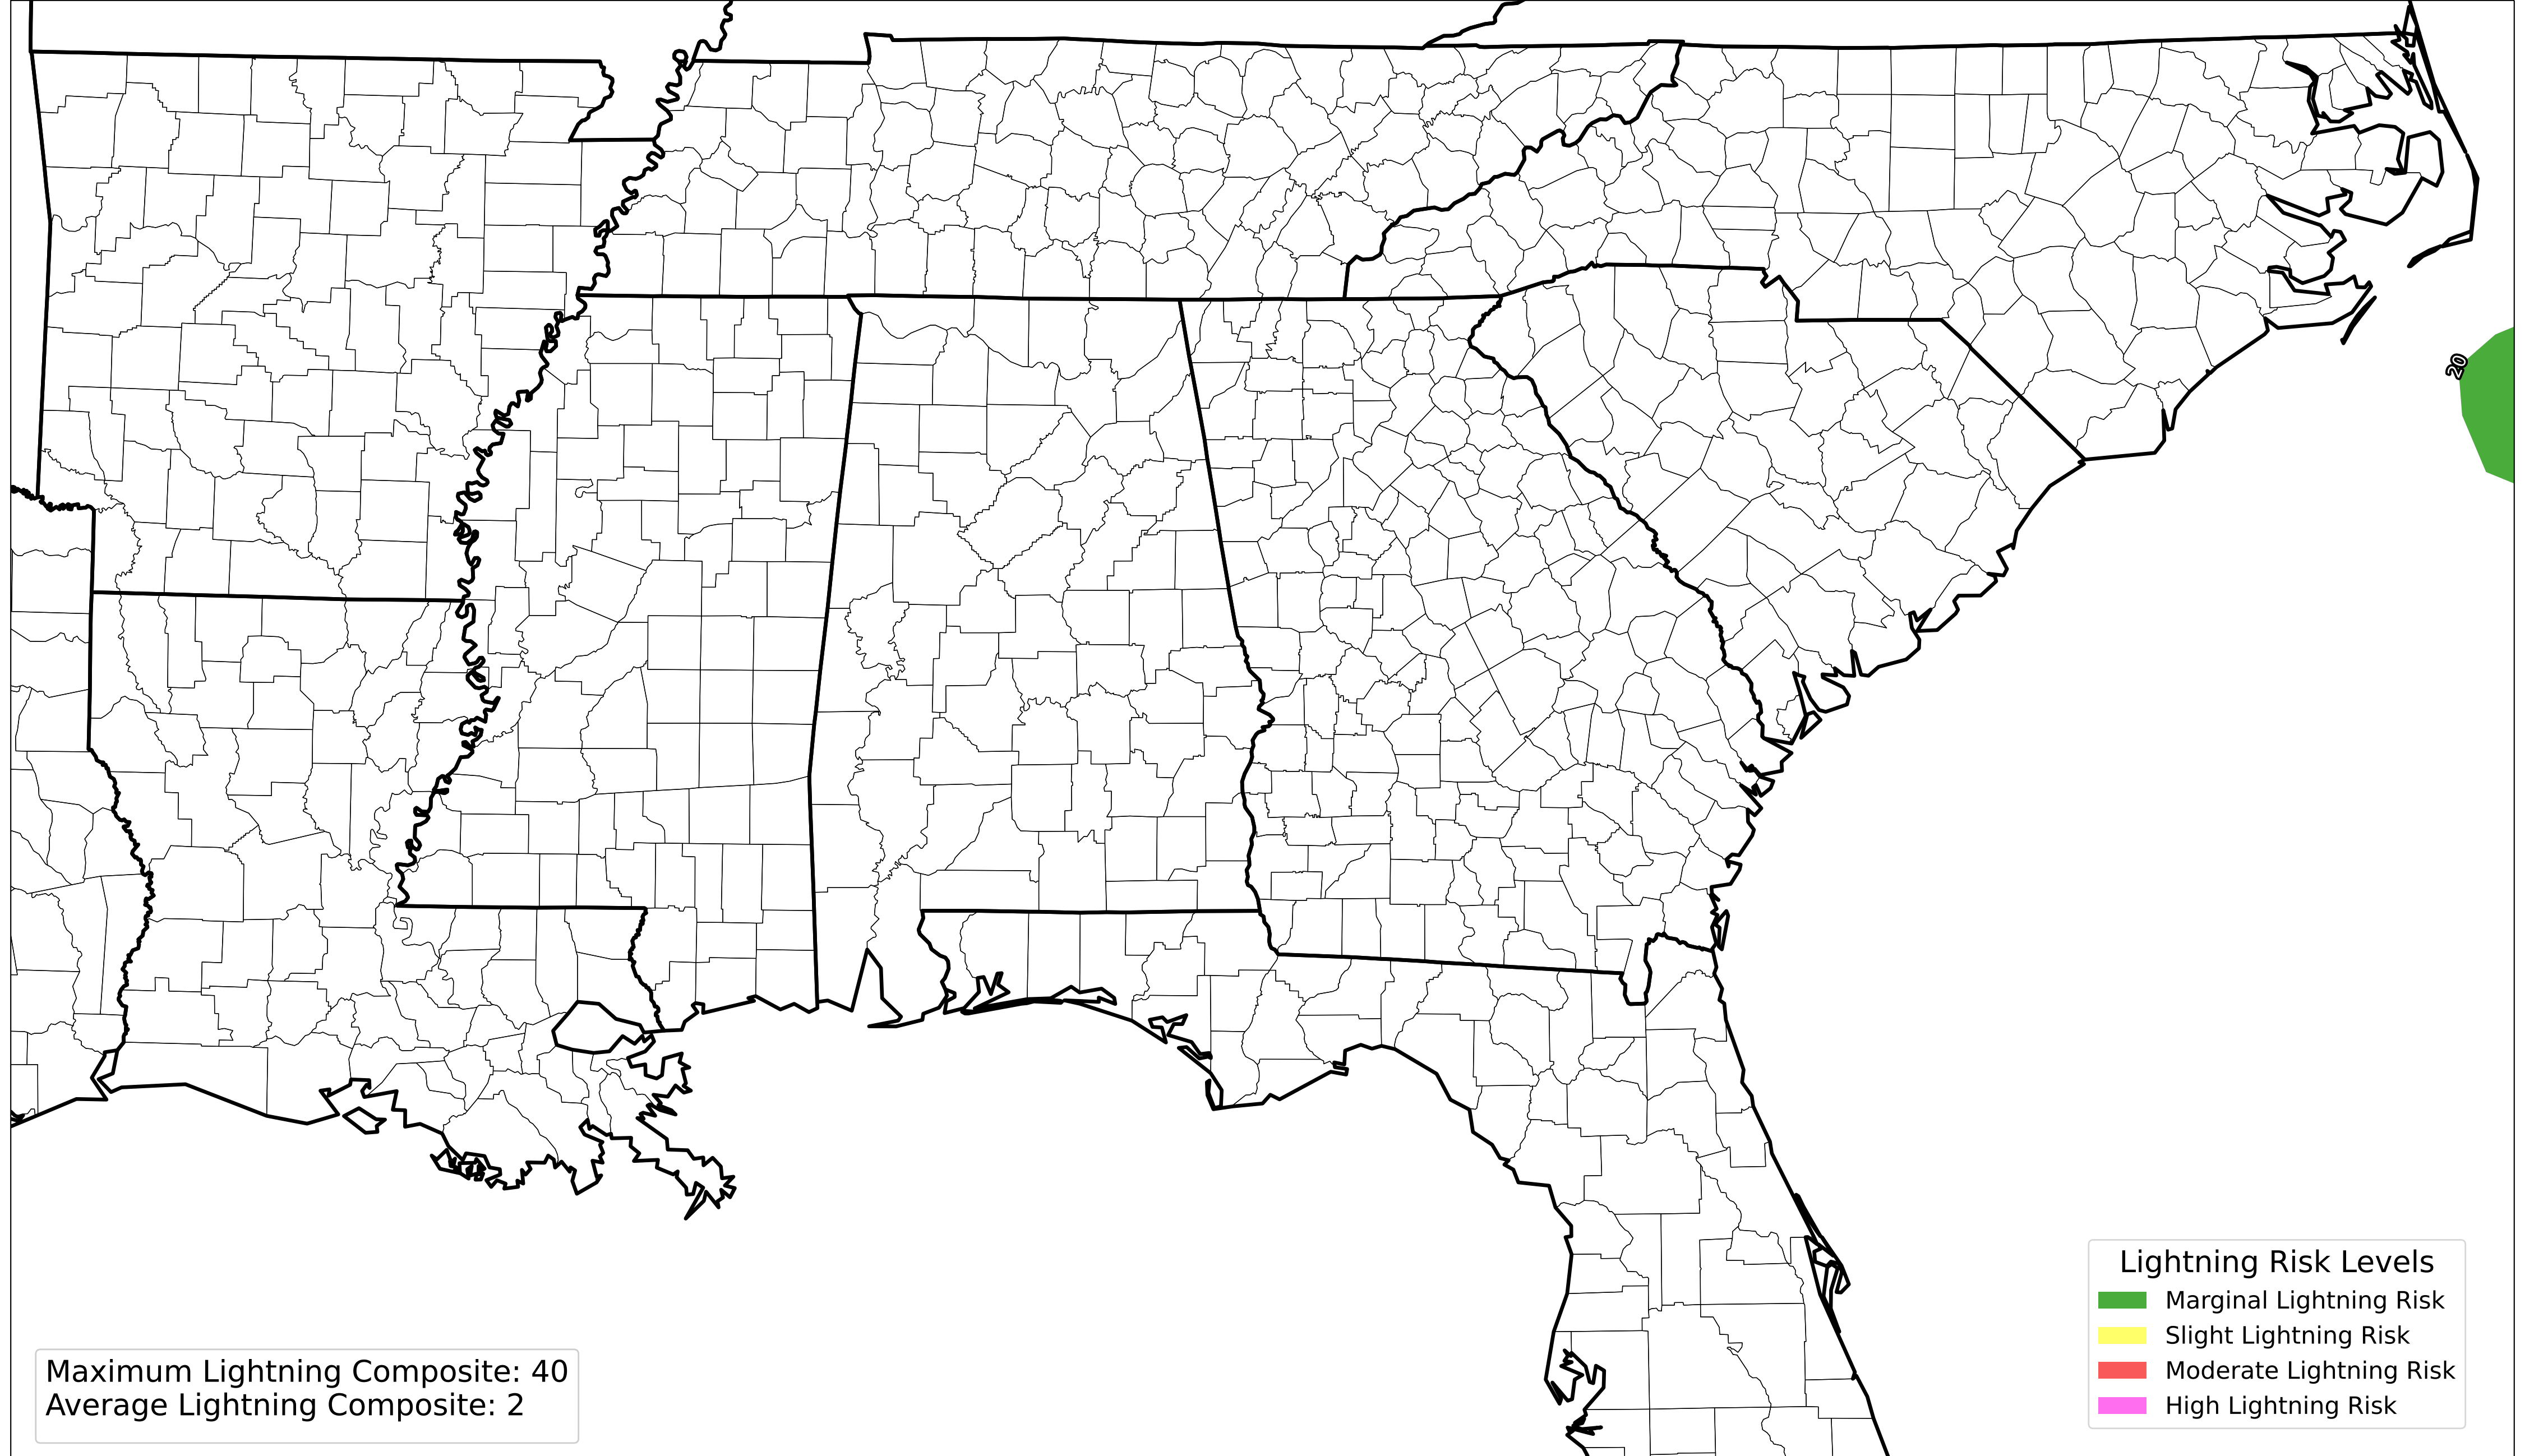 20
Lightning Risk Levels
Marginal Lightning Risk
Slight Lightning Risk
Moderate Lightning Risk
High Lightning Risk
Maximum Lightning Composite: 40
Average Lightning Composite: 2